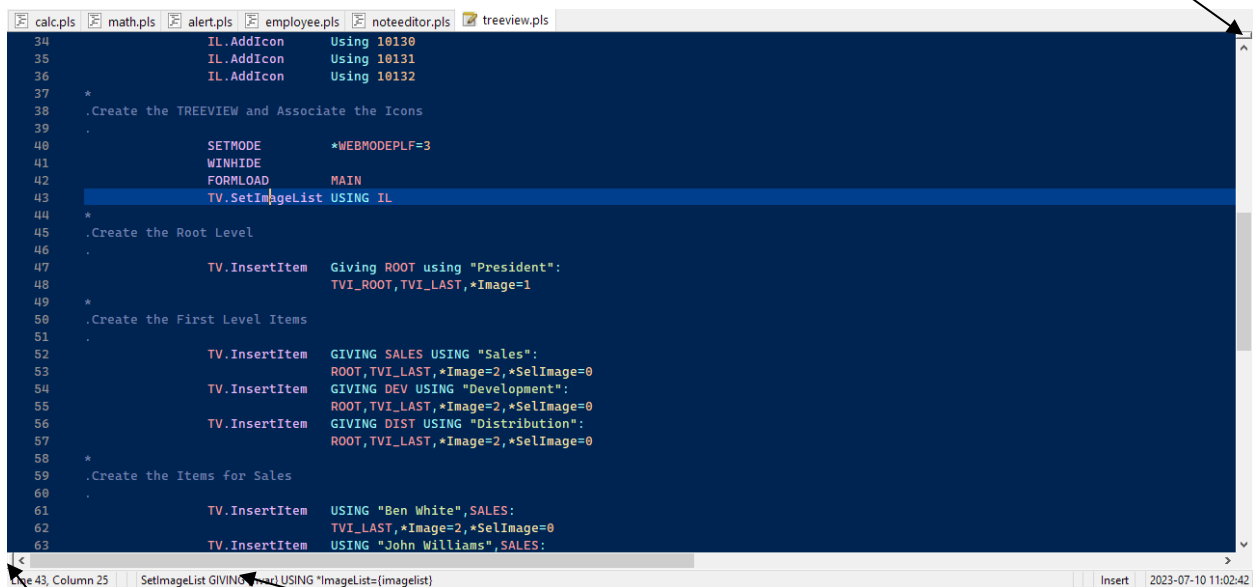 calc.pls math.pls alert.pls employee.pls noteeditor.pls treeview.pls
34 IL.AddIcon Using 10130
35 IL.AddIcon Using 10131
36 IL.AddIcon Using 10132
37 *
38 .Create the TREEVIEW and Associate the Icons
39 .
40 SETMODE *WEBMODEPLF=3
41 WINHIDE
42 FORMLOAD MAIN
43 TV.SetImageList USING IL
44 *
45 .Create the Root Level
46 .
47 TV.InsertItem Giving ROOT using "President":
48 TVI_ROOT,TVI_LAST,*Image=1
49 *
50 .Create the First Level Items
51 .
52 TV.InsertItem GIVING SALES USING "Sales":
53 ROOT,TVI_LAST,*Image=2,*SelImage=0
54 TV.InsertItem GIVING DEV USING "Development":
55 ROOT,TVI_LAST,*Image=2,*SelImage=0
56 TV.InsertItem GIVING DIST USING "Distribution":
57 ROOT,TVI_LAST,*Image=2,*SelImage=0
58 *
59 .Create the Items for Sales
60 .
61 TV.InsertItem USING "Ben White",SALES:
62 TVI_LAST,*Image=2,*SelImage=0
63 TV.InsertItem USING "John Williams",SALES:
43, Column 25 SetImageList GIVING USING *ImageList={imagelist} Insert 2023-07-10 11:02:42